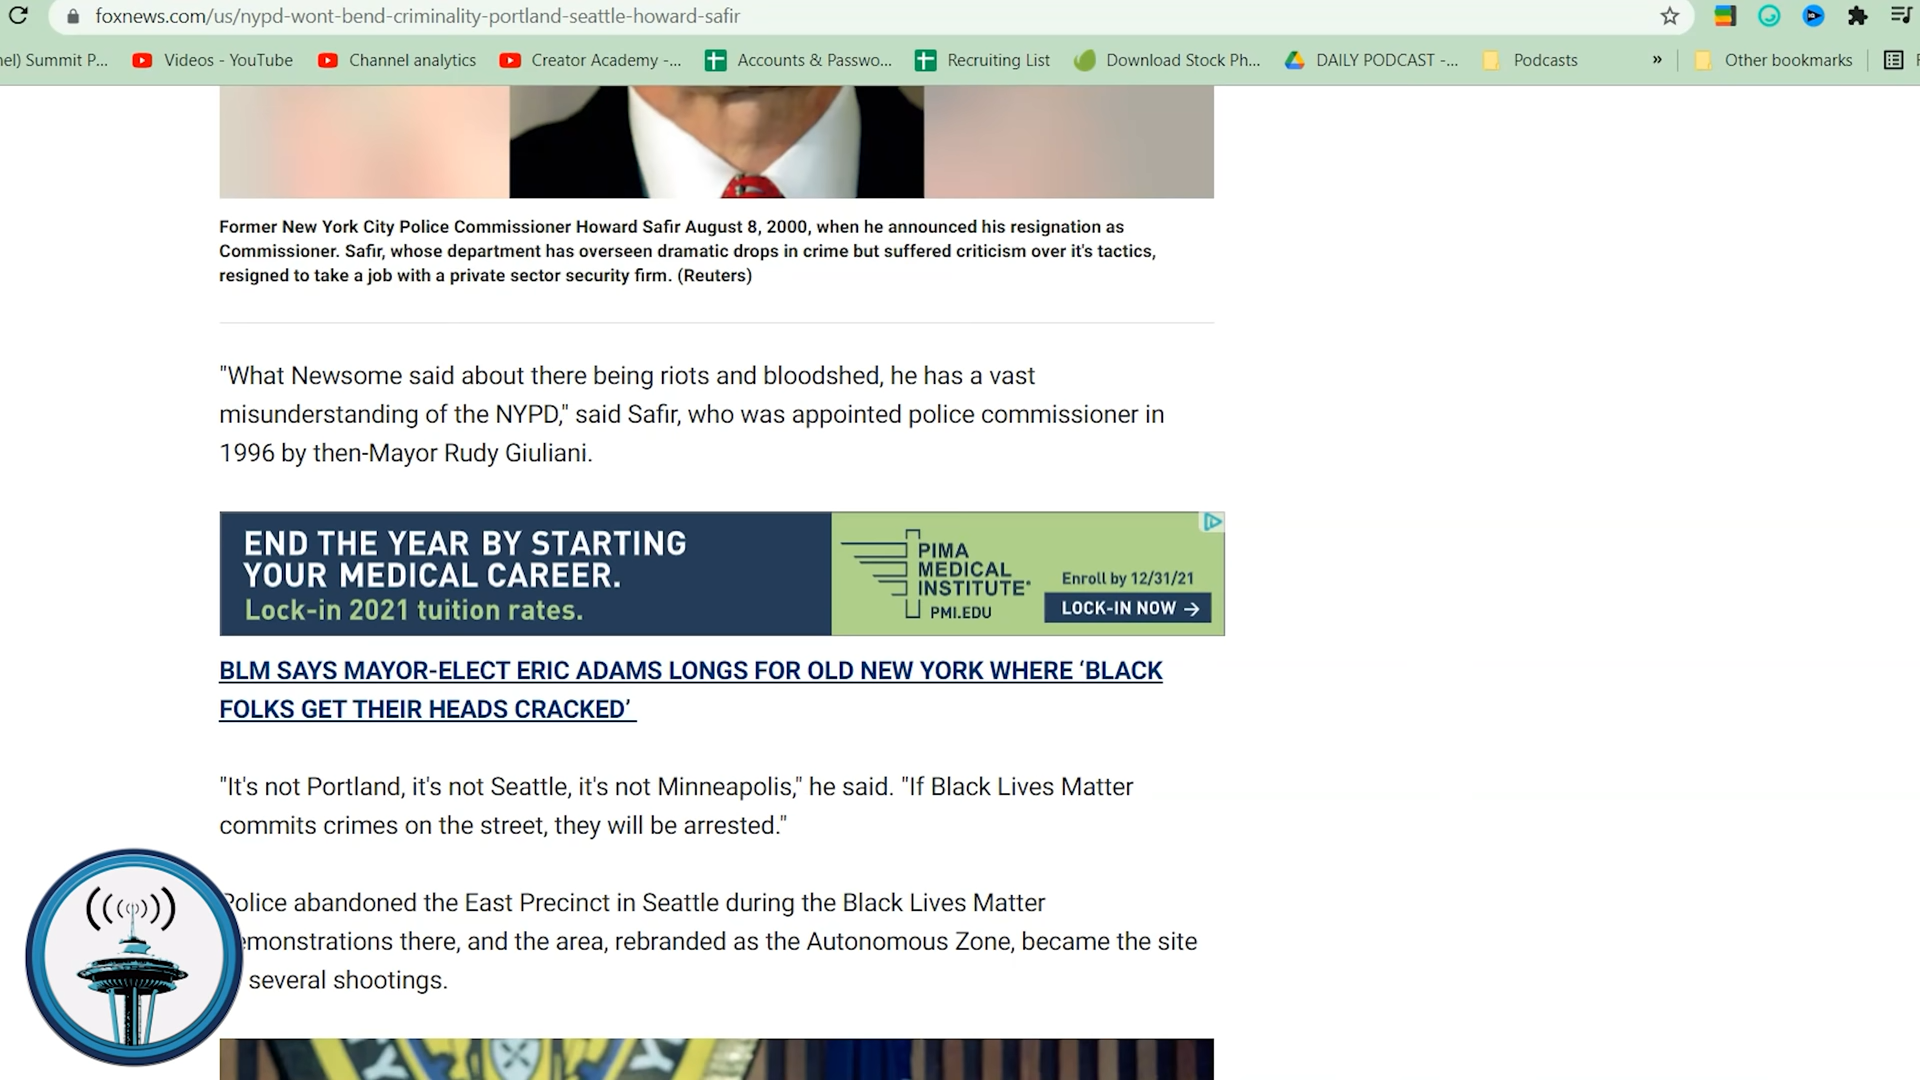 foxnews.com/us/nypd-wont-bend-criminality-portland-seattle-howard-safir
nel) Summit P...
Videos - YouTube
Channel analytics
Creator Academy -...
Accounts & Passwo...
Recruiting List
Download Stock Ph...
DAILY PODCAST -...
Podcasts
»
Other bookmarks
Former New York City Police Commissioner Howard Safir August 8, 2000, when he announced his resignation as
Commissioner. Safir, whose department has overseen dramatic drops in crime but suffered criticism over it's tactics,
resigned to take a job with a private sector security firm. (Reuters)
"What Newsome said about there being riots and bloodshed, he has a vast
misunderstanding of the NYPD," said Safir, who was appointed police commissioner in
1996 by then-Mayor Rudy Giuliani.
END THE YEAR BY STARTING
YOUR MEDICAL CAREER.
Lock-in 2021 tuition rates.
PIMA
MEDICAL
INSTITUTE®
PMI.EDU
Enroll by 12/31/21
LOCK-IN NOW →
BLM SAYS MAYOR-ELECT ERIC ADAMS LONGS FOR OLD NEW YORK WHERE ‘BLACK
FOLKS GET THEIR HEADS CRACKED’
"It's not Portland, it's not Seattle, it's not Minneapolis," he said. "If Black Lives Matter
commits crimes on the street, they will be arrested."
Police abandoned the East Precinct in Seattle during the Black Lives Matter
emonstrations there, and the area, rebranded as the Autonomous Zone, became the site
several shootings.